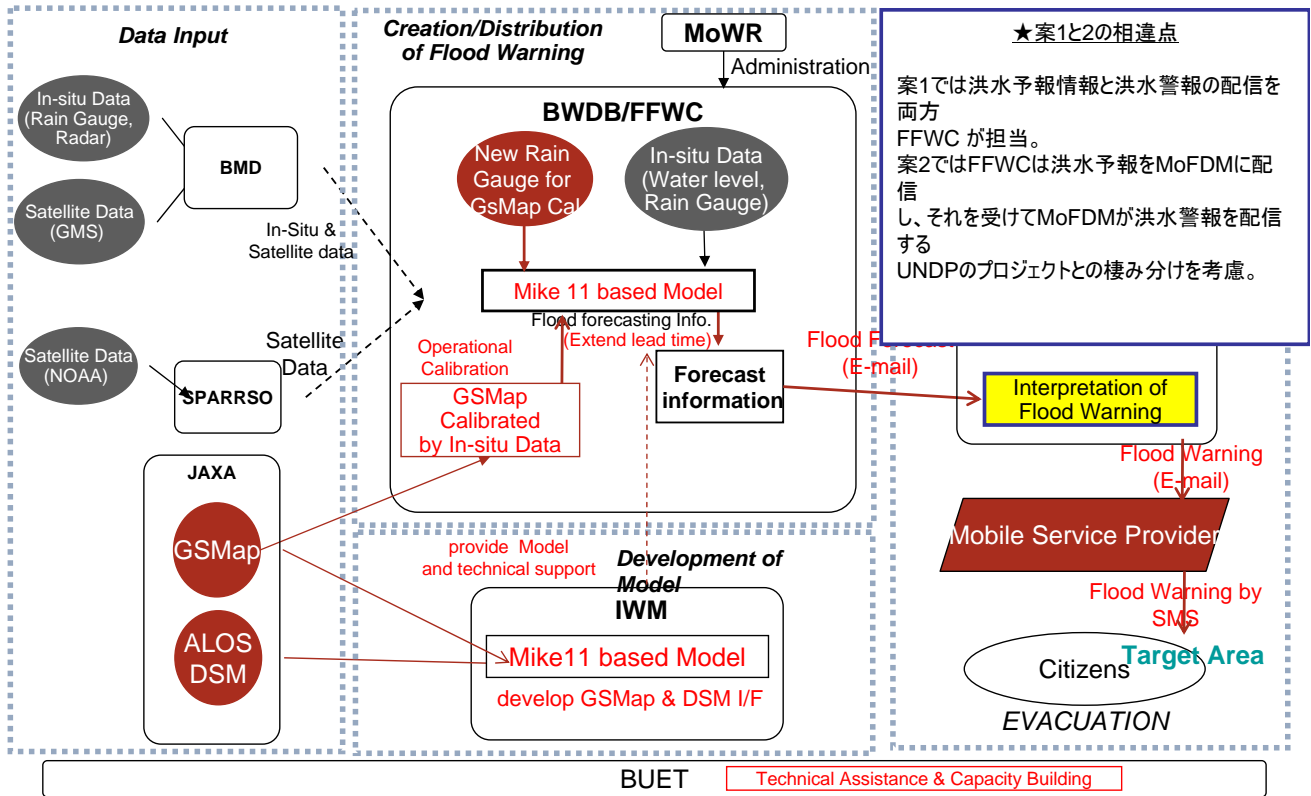 Data Input
In-situ Data
(Rain Gauge,
Radar)
BMD
Satellite Data
(GMS)
In-Situ &
Satellite data
Satellite Data
(NOAA)
Satellite
Data
SPARRSO
JAXA
GSMap
ALOS
DSM
Creation/Distribution
of Flood Warning
MoWR
Administration
BWDB/FFWC
New Rain
Gauge for
GsMap Cal
In-situ Data
(Water level,
Rain Gauge)
Mike 11 based Model
Flood forecasting Info.
(Extend lead time)
Operational
Calibration
GSMap
Calibrated
by In-situ Data
Forecast
information
provide Model
and technical support
Development of
Model
IWM
Mike11 based Model
develop GSMap & DSM I/F
★案1と2の相違点
案1では洪水予報情報と洪水警報の配信を
両方
FFWC が担当。
案2ではFFWCは洪水予報をMoFDMに配
信
し、それを受けてMoFDMが洪水警報を配信
する
UNDPのプロジェクトとの棲み分けを考慮。
Flood Forecast
(E-mail)
Interpretation of
Flood Warning
Flood Warning
(E-mail)
Mobile Service Provider
Flood Warning by
SMS
Target Area
Citizens
EVACUATION
BUET
Technical Assistance & Capacity Building